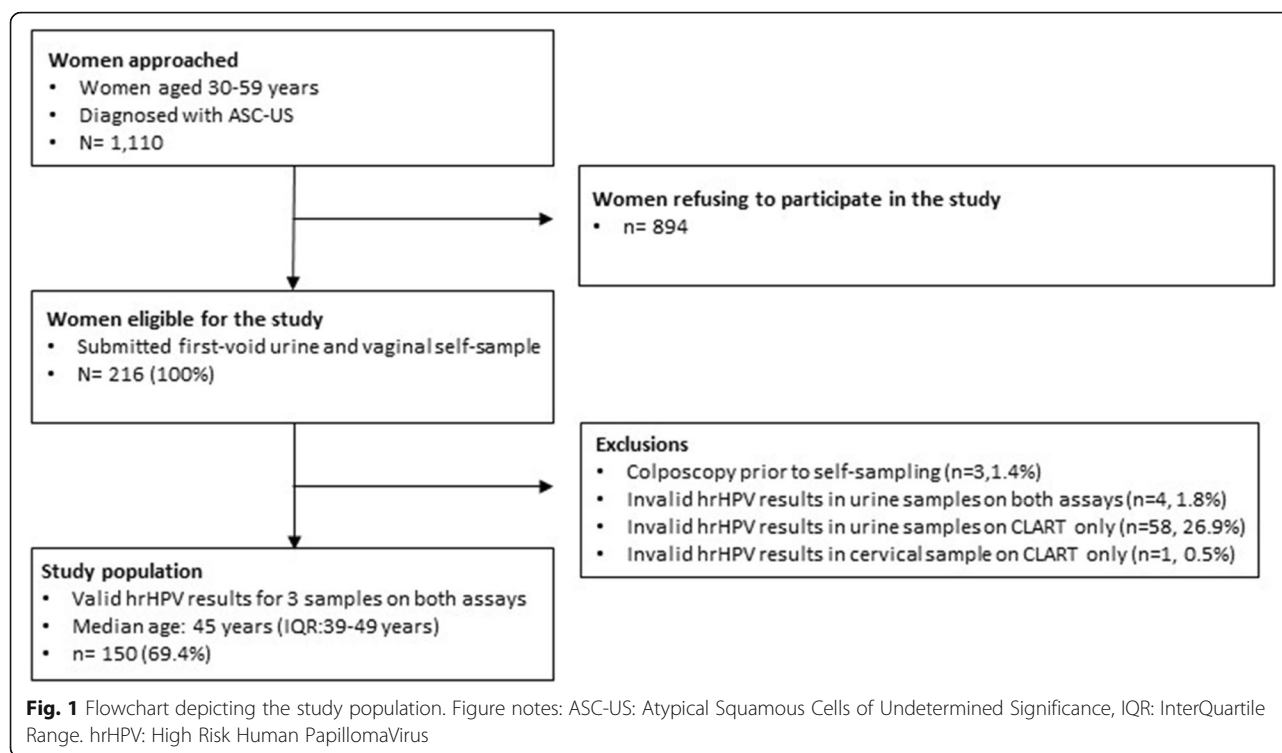 Women approached
• Women aged 30-59 years
• Diagnosed with ASC-US
• N= 1,110
Women refusing to participate in the study
• n= 894
Women eligible for the study
• Submitted first-void urine and vaginal self-sample
• N= 216 (100%)
Exclusions
• Colposcopy prior to self-sampling (n=3,1.4%)
• Invalid hrHPV results in urine samples on both assays (n=4, 1.8%)
• Invalid hrHPV results in urine samples on CLART only (n=58, 26.9%)
• Invalid hrHPV results in cervical sample on CLART only (n=1, 0.5%)
Study population
• Valid hrHPV results for 3 samples on both assays
• Median age: 45 years (IQR:39-49 years)
• n= 150 (69.4%)
Fig. 1 Flowchart depicting the study population. Figure notes: ASC-US: Atypical Squamous Cells of Undetermined Significance, IQR: InterQuartile
Range. hrHPV: High Risk Human PapillomaVirus